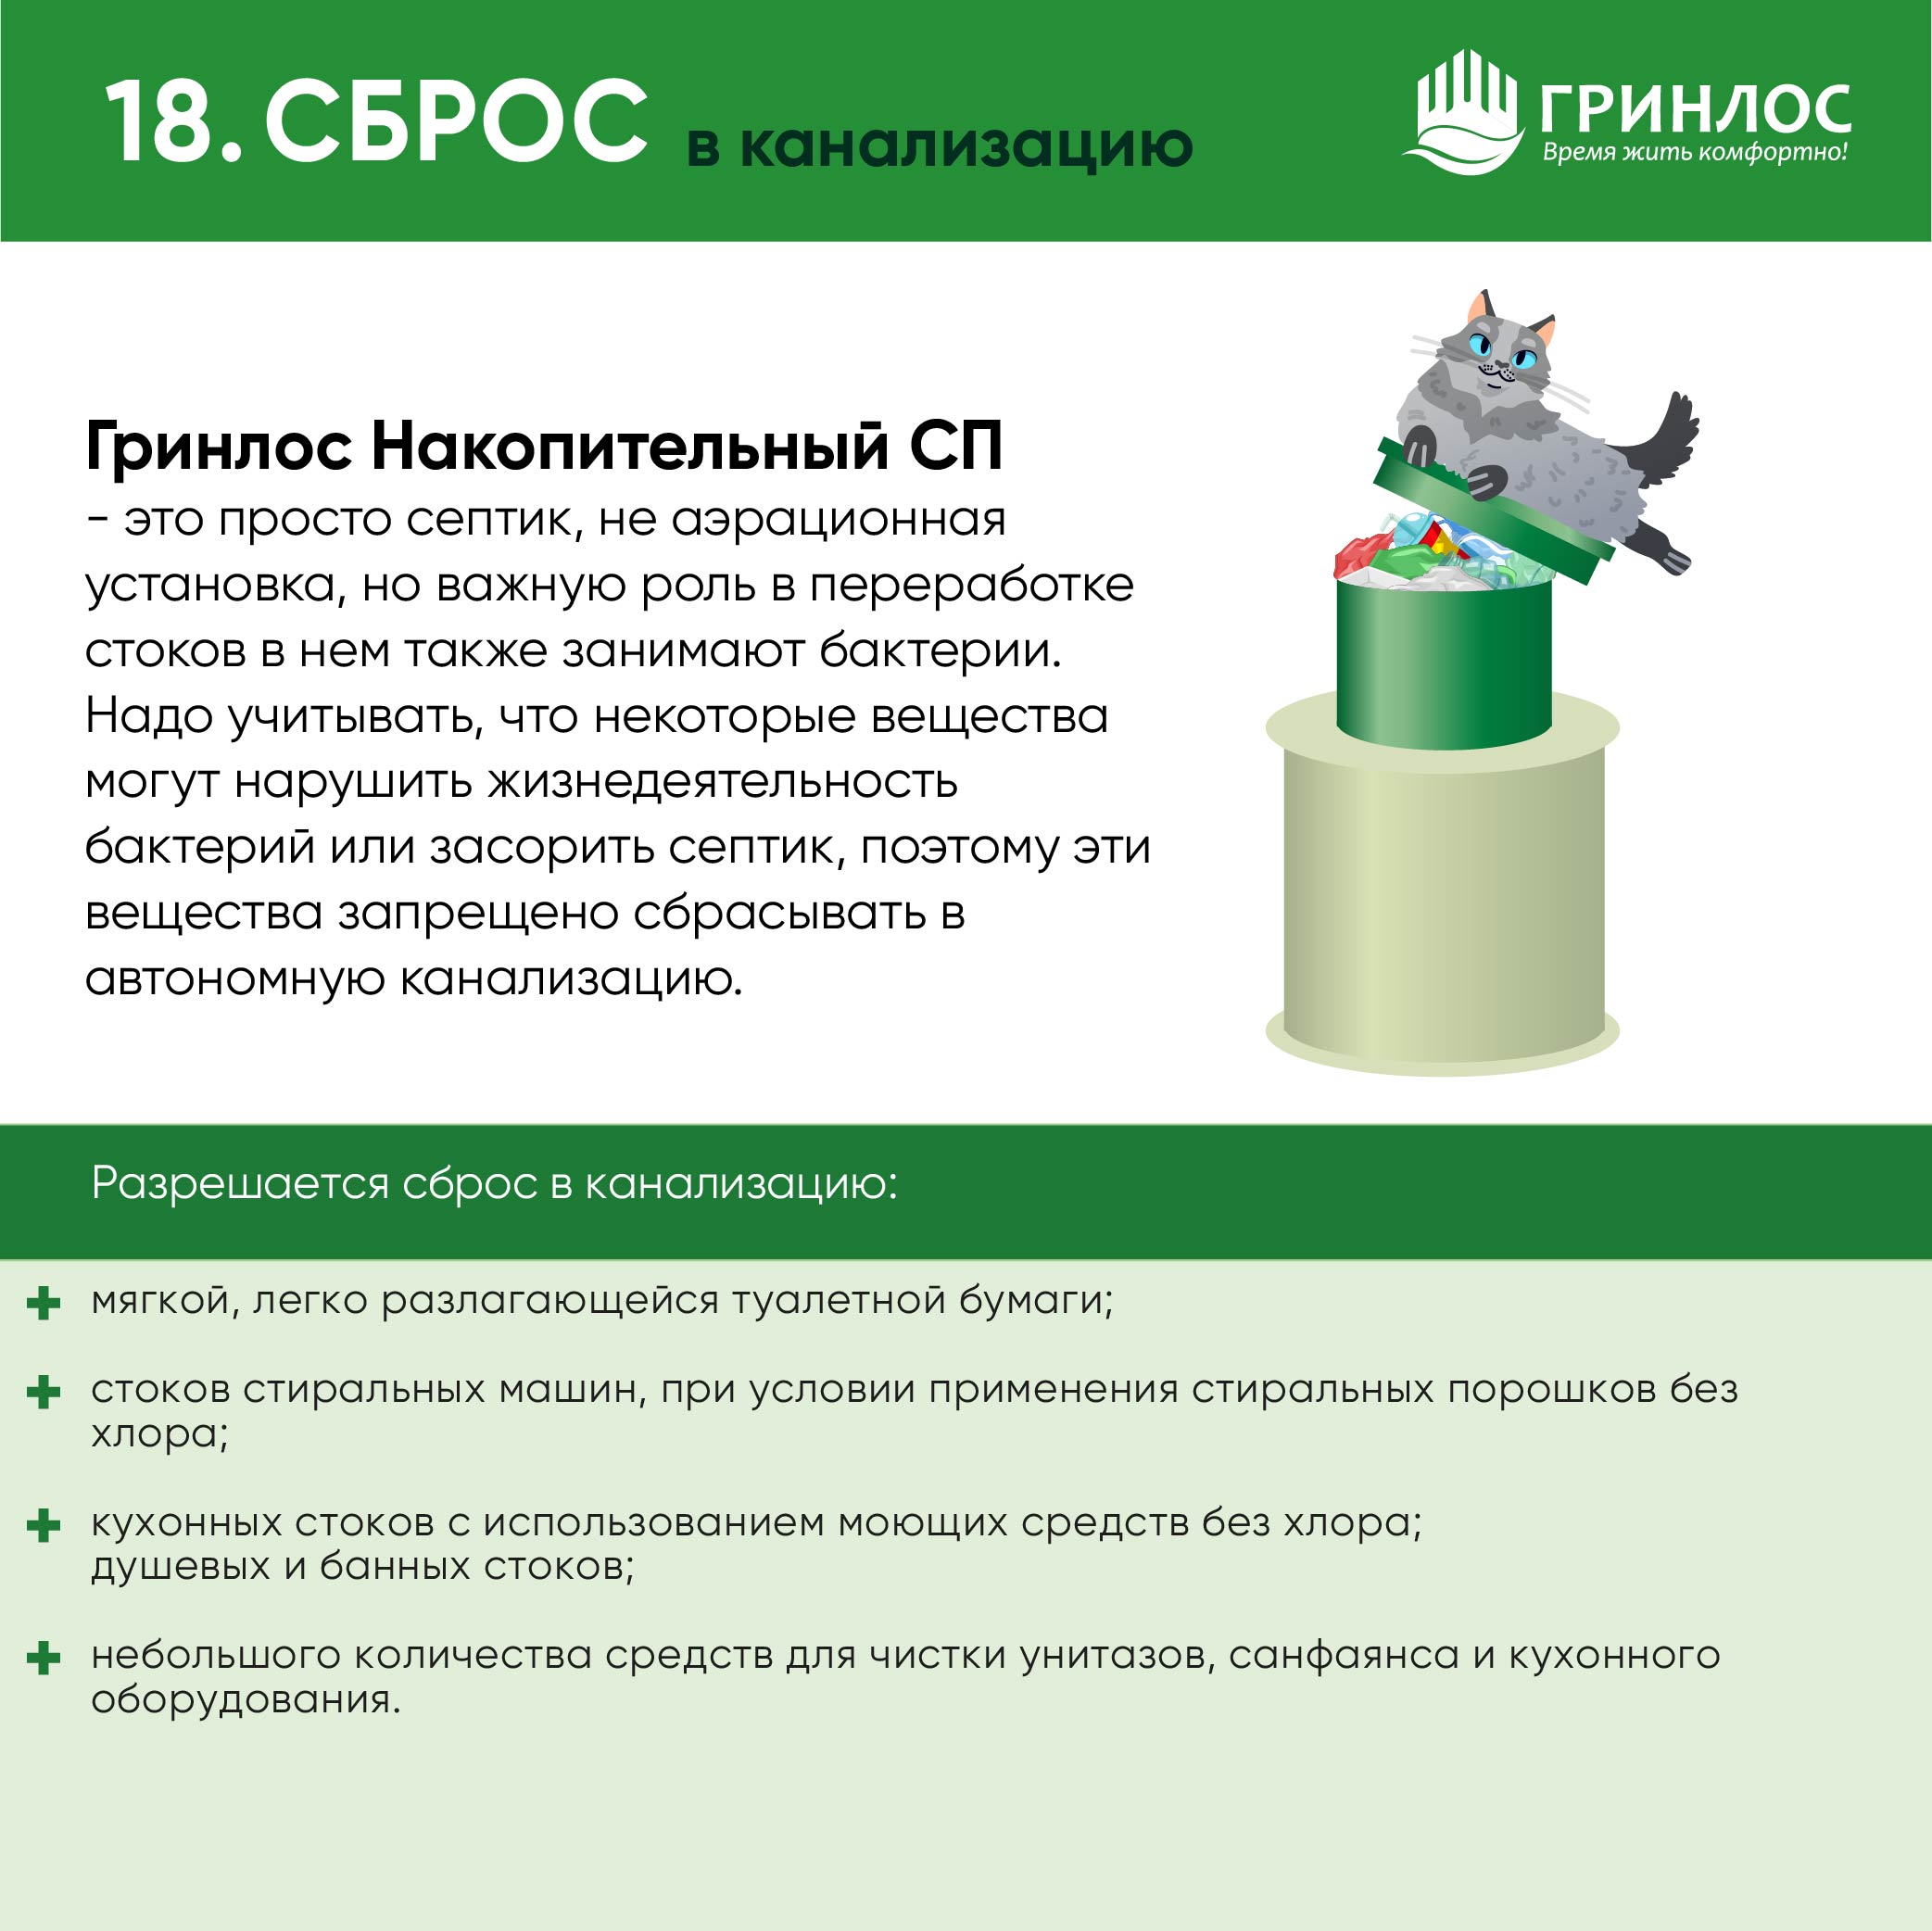 18. СБРОС в канализацию
ГРИНЛОС
Время жить комфортно!
Гринлос Накопительный СП
- это просто септик, не аэрационная
установка, но важную роль в переработке
стоков в нем также занимают бактерии.
Надо учитывать, что некоторые вещества
могут нарушить жизнедеятельность
бактерий или засорить септик, поэтому эти
вещества запрещено сбрасывать в
автономную канализацию.
Разрешается сброс в канализацию:
+ мягкой, легко разлагающейся туалетной бумаги;
+ стоков стиральных машин, при условии применения стиральных порошков без
хлора;
+ кухонных стоков с использованием моющих средств без хлора;
душевых и банных стоков;
+ небольшого количества средств для чистки унитазов, санфаянса и кухонного
оборудования.